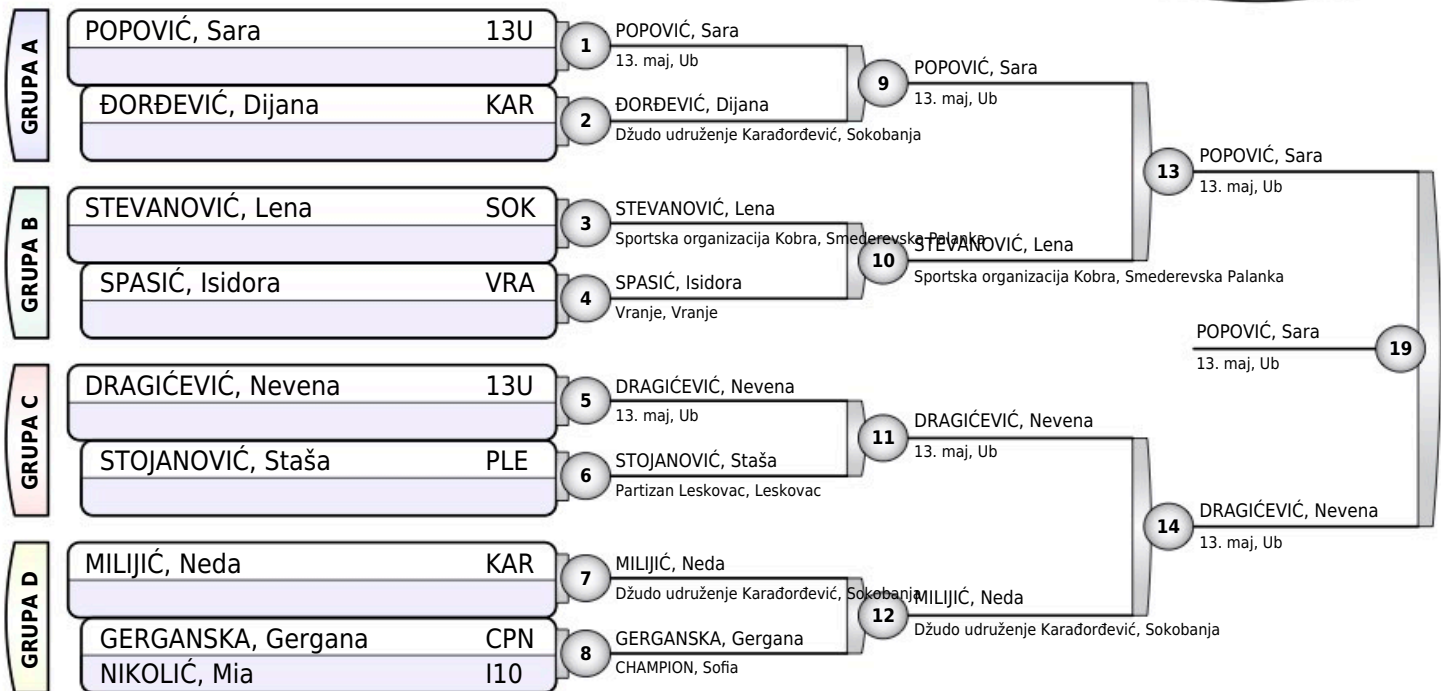 GRUPA A
POPOVIĆ, Sara 13U
ĐORĐEVIĆ, Dijana KAR
1
POPOVIĆ, Sara
13. maj, Ub
2
ĐORĐEVIĆ, Dijana
Džudo udruženje Karađorđević, Sokobanja
9
POPOVIĆ, Sara
13. maj, Ub
GRUPA B
STEVANOVIĆ, Lena SOK
SPASIĆ, Isidora VRA
3
STEVANOVIĆ, Lena
Sportska organizacija Kobra, Smederevska Palanka
4
SPASIĆ, Isidora
Vranje, Vranje
10
STEVANOVIĆ, Lena
Sportska organizacija Kobra, Smederevska Palanka
13
POPOVIĆ, Sara
13. maj, Ub
GRUPA C
DRAGIĆEVIĆ, Nevena 13U
STOJANOVIĆ, Staša PLE
5
DRAGIĆEVIĆ, Nevena
13. maj, Ub
6
STOJANOVIĆ, Staša
Partizan Leskovac, Leskovac
11
DRAGIĆEVIĆ, Nevena
13. maj, Ub
GRUPA D
MILIJIĆ, Neda KAR
GERGANSKA, Gergana CPN
NIKOLIĆ, Mia I10
7
MILIJIĆ, Neda
Džudo udruženje Karađorđević, Sokobanja
8
GERGANSKA, Gergana
CHAMPION, Sofia
12
MILIJIĆ, Neda
Džudo udruženje Karađorđević, Sokobanja
14
DRAGIĆEVIĆ, Nevena
13. maj, Ub
POPOVIĆ, Sara
13. maj, Ub
19